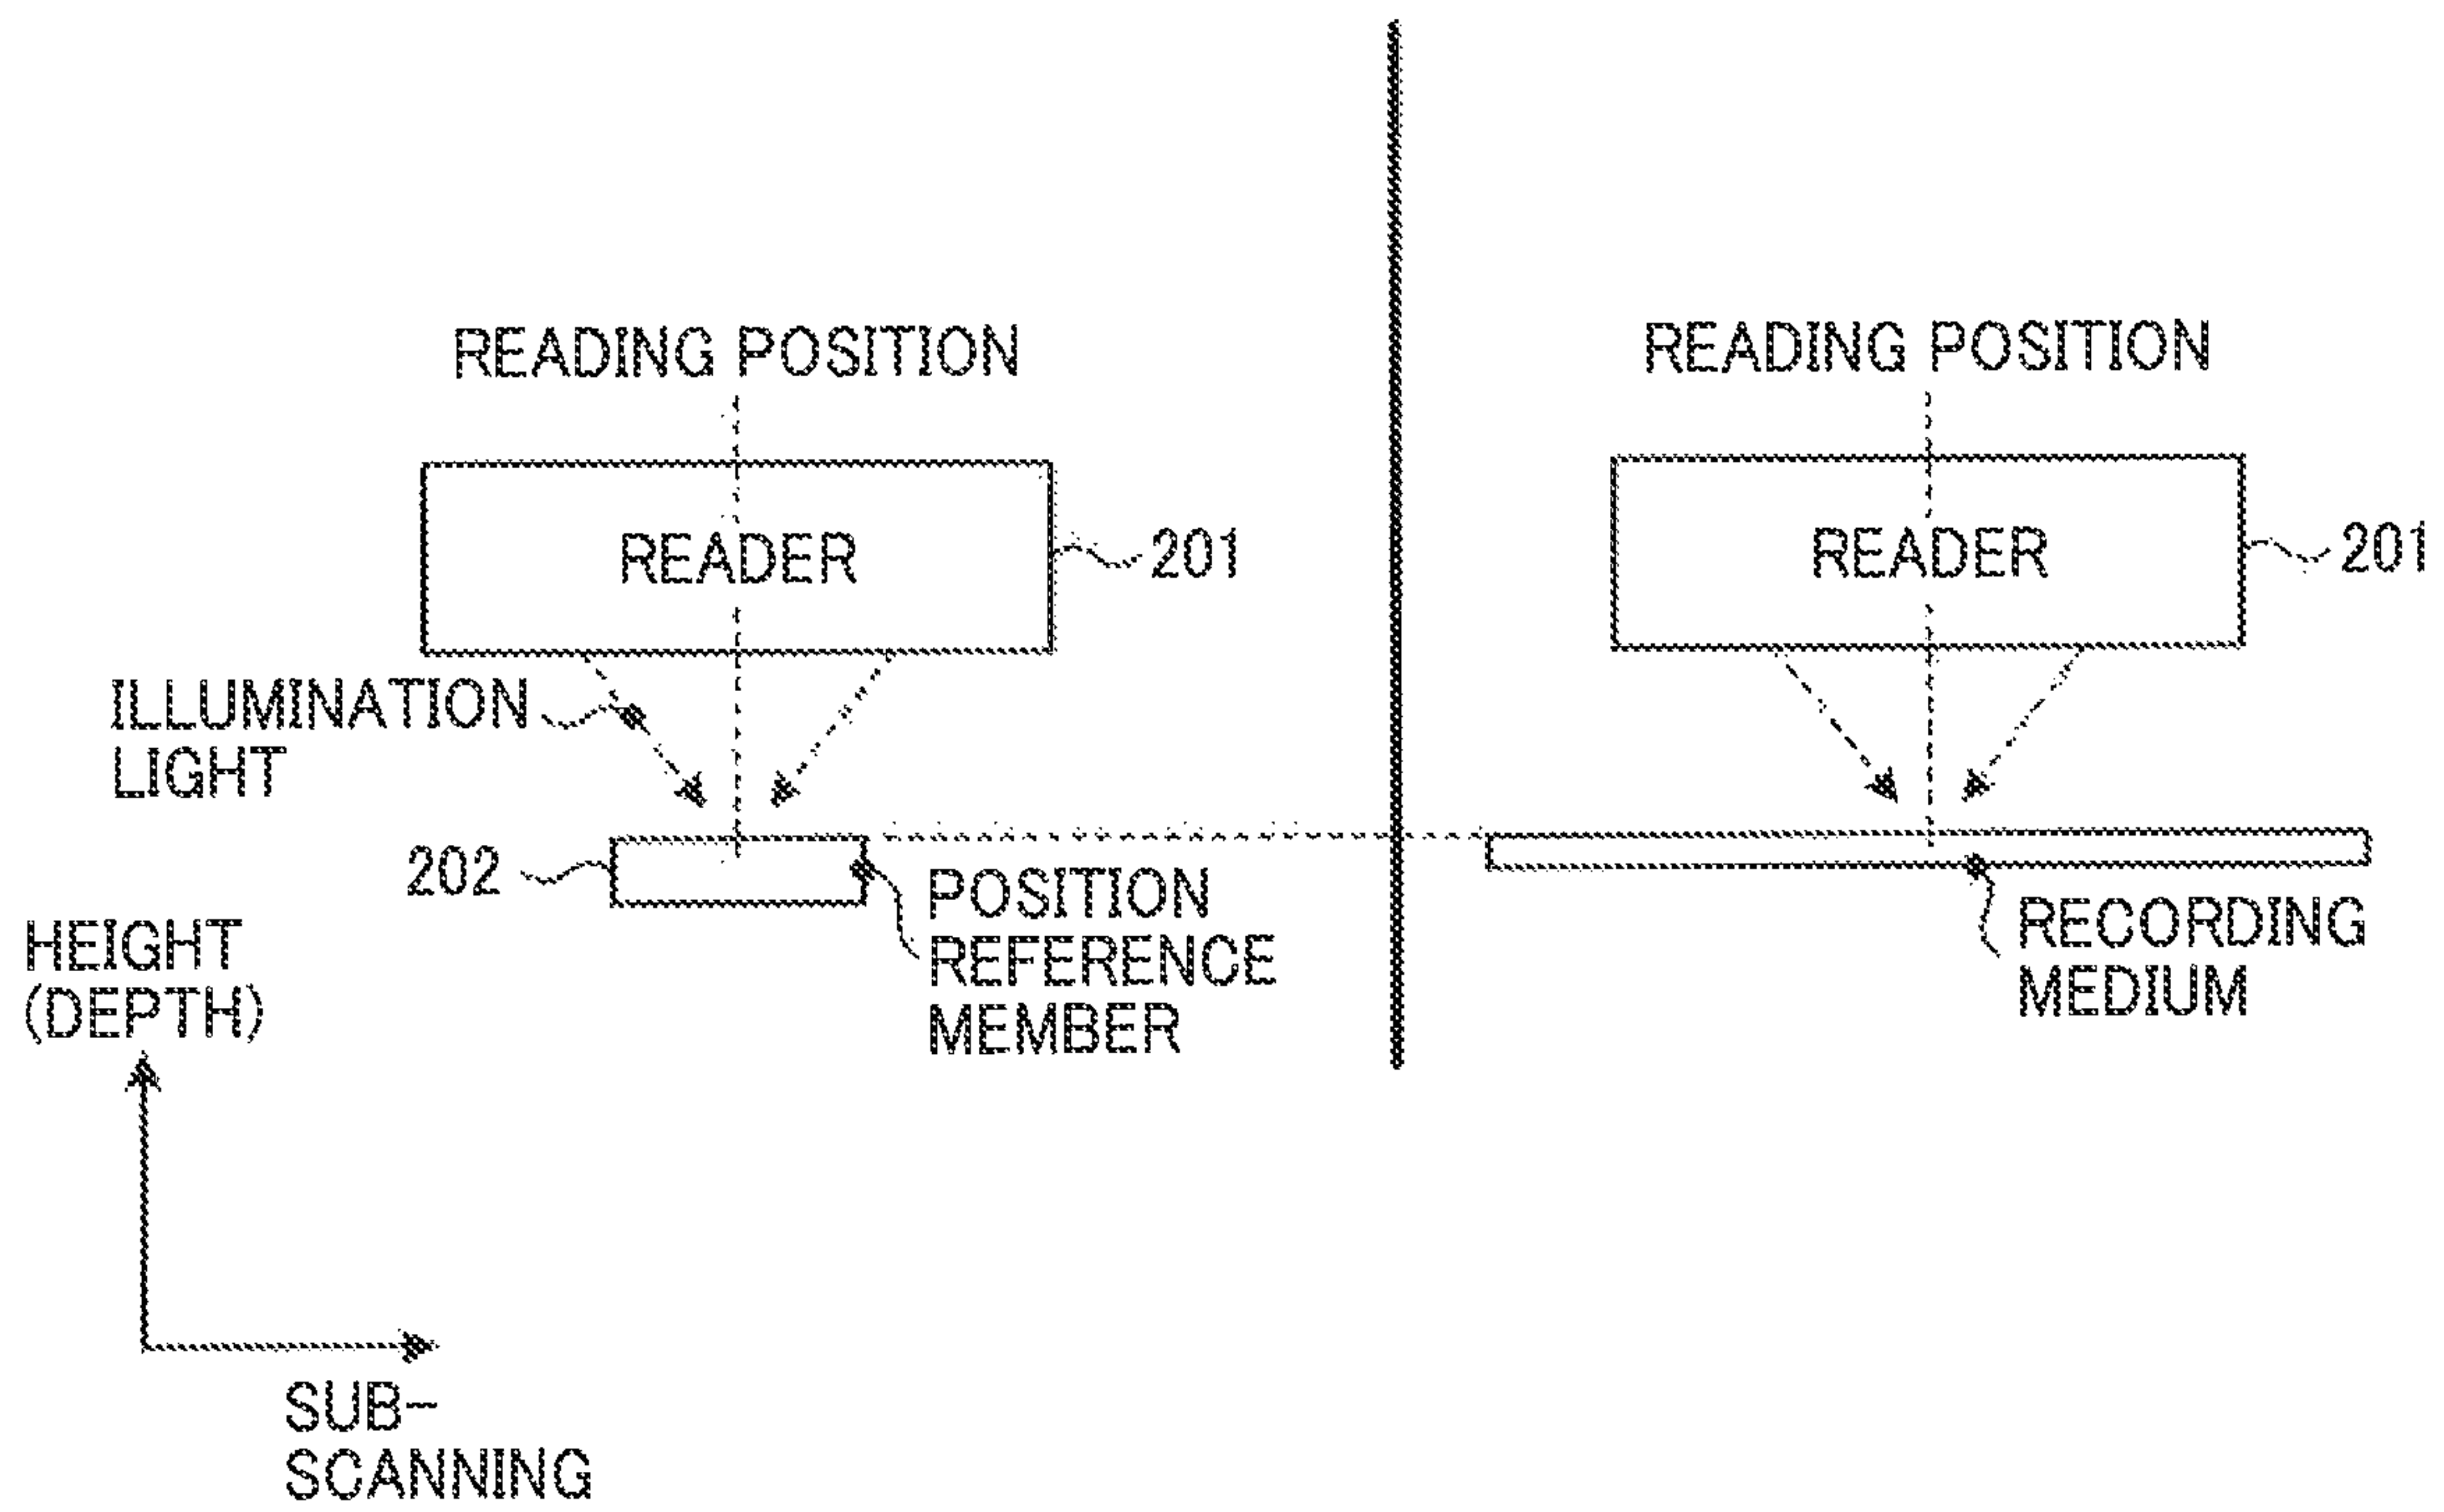 READING POSITION
READER
201
ILLUMINATION
LIGHT
202
POSITION
REFERENCE
MEMBER
HEIGHT
(DEPTH)
SUB-
SCANNING
READING POSITION
READER
201
RECORDING
MEDIUM